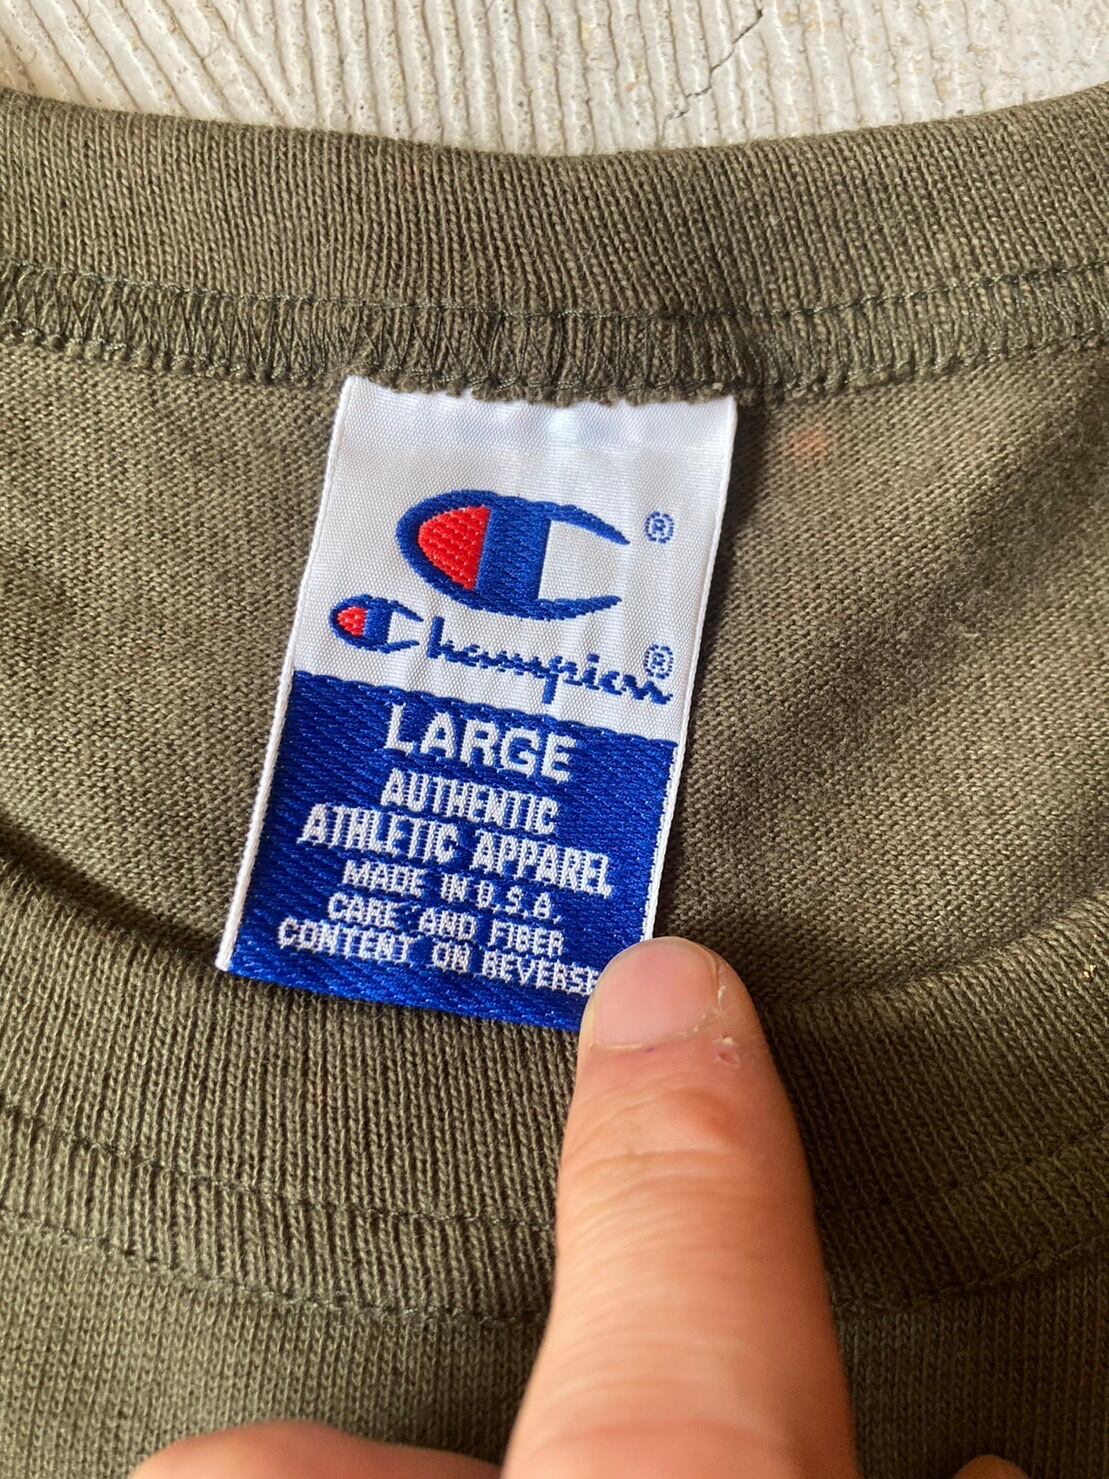 ®
Champion®
LARGE
AUTHENTIC
ATHLETIC APPAREL
MADE IN U.S.A.
CARE AND FIBER
CONTENT ON REVERSE